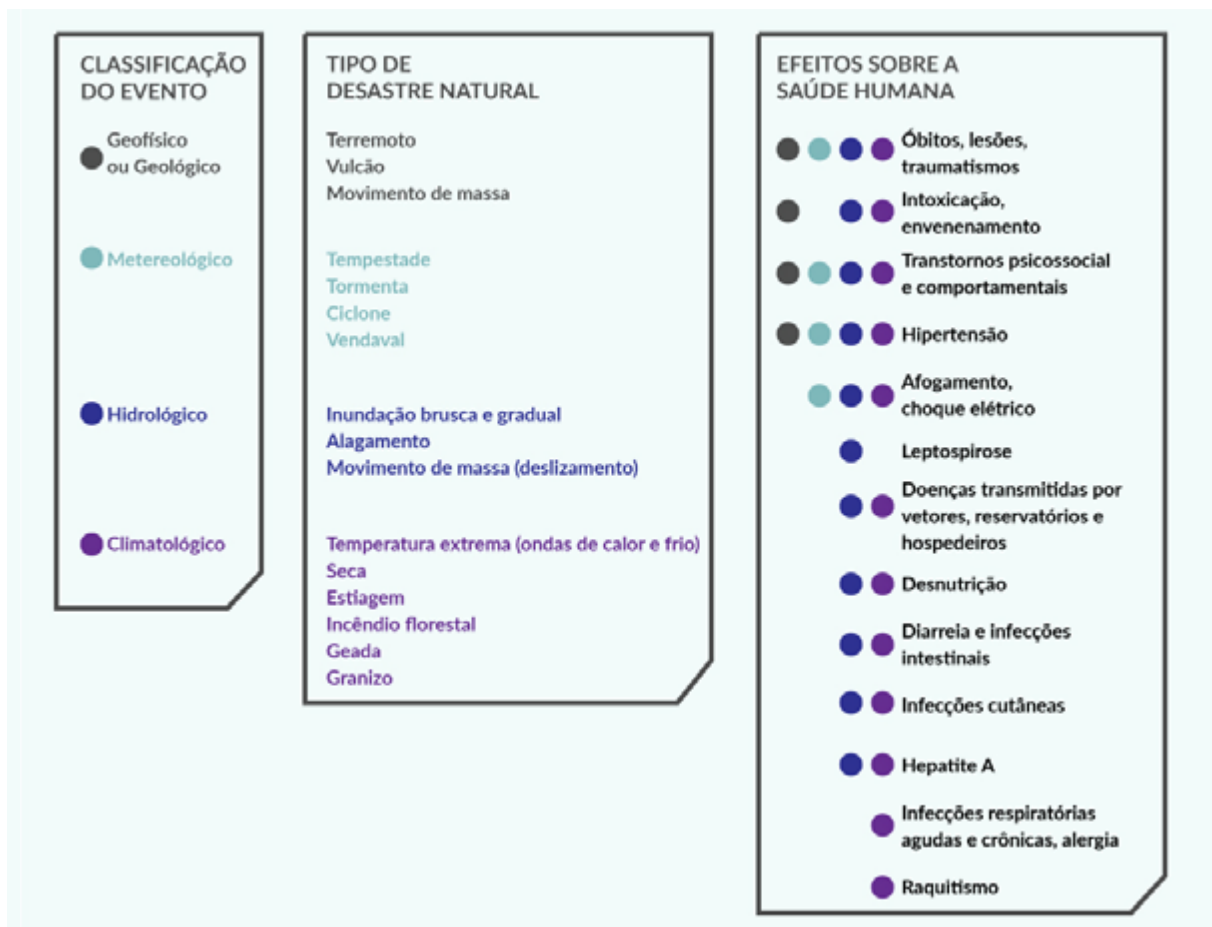 CLASSIFICAÇÃO
DO EVENTO
Geofísico
ou Geológico
Metereológico
Hidrológico
Climatológico
TIPO DE
DESASTRE NATURAL
Terremoto
Vulcão
Movimento de massa
Tempestade
Tormenta
Ciclone
Vendaval
Inundação brusca e gradual
Alagamento
Movimento de massa (deslizamento)
Temperatura extrema (ondas de calor e frio)
Seca
Estiagem
Incêndio florestal
Geada
Granizo
EFEITOS SOBRE A
SAÚDE HUMANA
Óbitos, lesões,
traumatismos
Intoxicação,
envenenamento
Transtornos psicossocial
e comportamentais
Hipertensão
Afogamento,
choque elétrico
Leptospirose
Doenças transmitidas por
vetores, reservatórios e
hospedeiros
Desnutrição
Diarreia e infecções
intestinais
Infecções cutâneas
Hepatite A
Infecções respiratórias
agudas e crônicas, alergia
Raquitismo